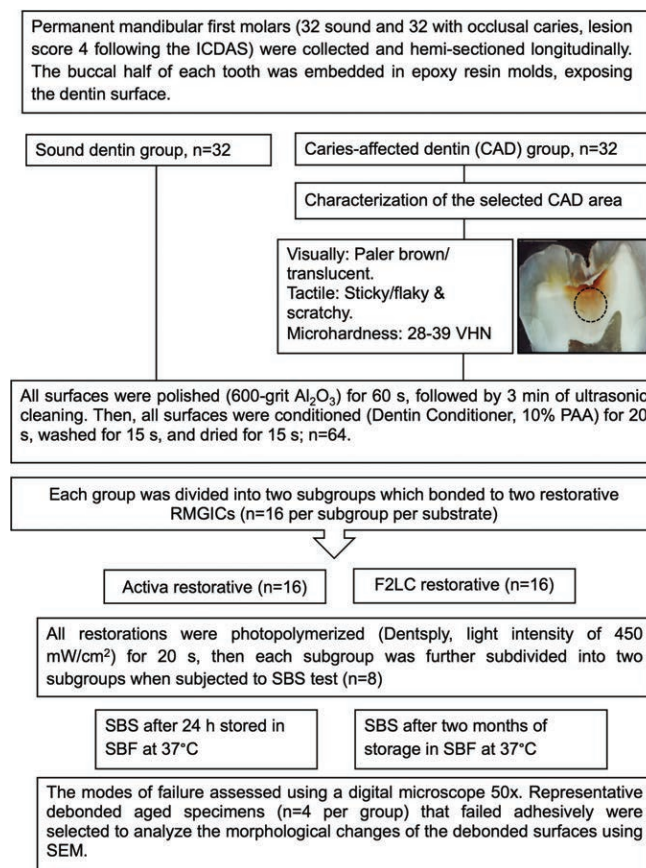 Permanent mandibular first molars (32 sound and 32 with occlusal caries, lesion
score 4 following the ICDAS) were collected and hemi-sectioned longitudinally.
The buccal half of each tooth was embedded in epoxy resin molds, exposing
the dentin surface.
Sound dentin group, n=32
Caries-affected dentin (CAD) group, n=32
Characterization of the selected CAD area
Visually: Paler brown/
translucent.
Tactile: Sticky/flaky &
scratchy.
Microhardness: 28-39 VHN
All surfaces were polished (600-grit Al₂O₃) for 60 s, followed by 3 min of ultrasonic
cleaning. Then, all surfaces were conditioned (Dentin Conditioner, 10% PAA) for 20
s, washed for 15 s, and dried for 15 s; n=64.
Each group was divided into two subgroups which bonded to two restorative
RMGICs (n=16 per subgroup per substrate)
Activa restorative (n=16)
F2LC restorative (n=16)
All restorations were photopolymerized (Dentsply, light intensity of 450
mW/cm²) for 20 s, then each subgroup was further subdivided into two
subgroups when subjected to SBS test (n=8)
SBS after 24 h stored in
SBF at 37°C
SBS after two months of
storage in SBF at 37°C
The modes of failure assessed using a digital microscope 50x. Representative
debonded aged specimens (n=4 per group) that failed adhesively were
selected to analyze the morphological changes of the debonded surfaces using
SEM.